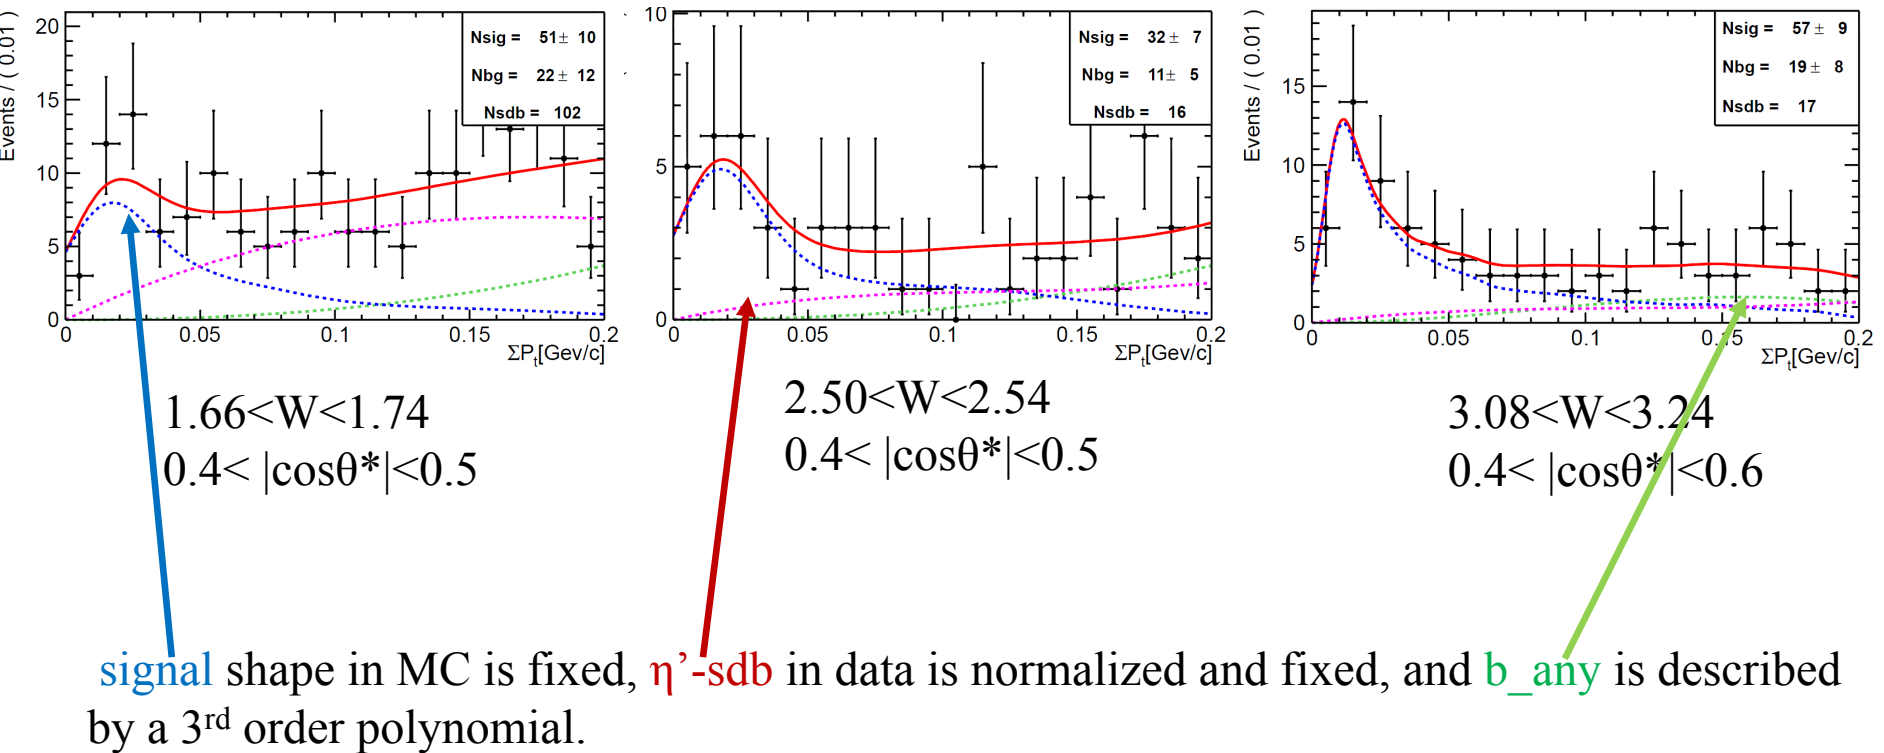 Events / ( 0.01 )
20
15
10
5
0
0.05
0.1
0.15
0.2
ΣPt[Gev/c]
Nsig = 51± 10
Nbg = 22± 12
Nsdb = 102
10
5
0
0.05
0.1
0.15
0.2
ΣPt[Gev/c]
Nsig = 32± 7
Nbg = 11± 5
Nsdb = 16
Events / ( 0.01 )
15
10
5
0
0
0.05
0.1
0.15
0.2
ΣPt[Gev/c]
Nsig = 57± 9
Nbg = 19± 8
Nsdb = 17
1.66<W<1.74
0.4< |cosθ*|<0.5
2.50<W<2.54
0.4< |cosθ*|<0.5
3.08<W<3.24
0.4< |cosθ*|<0.6
signal shape in MC is fixed, η’-sdb in data is normalized and fixed, and b_any is described
by a 3rd order polynomial.